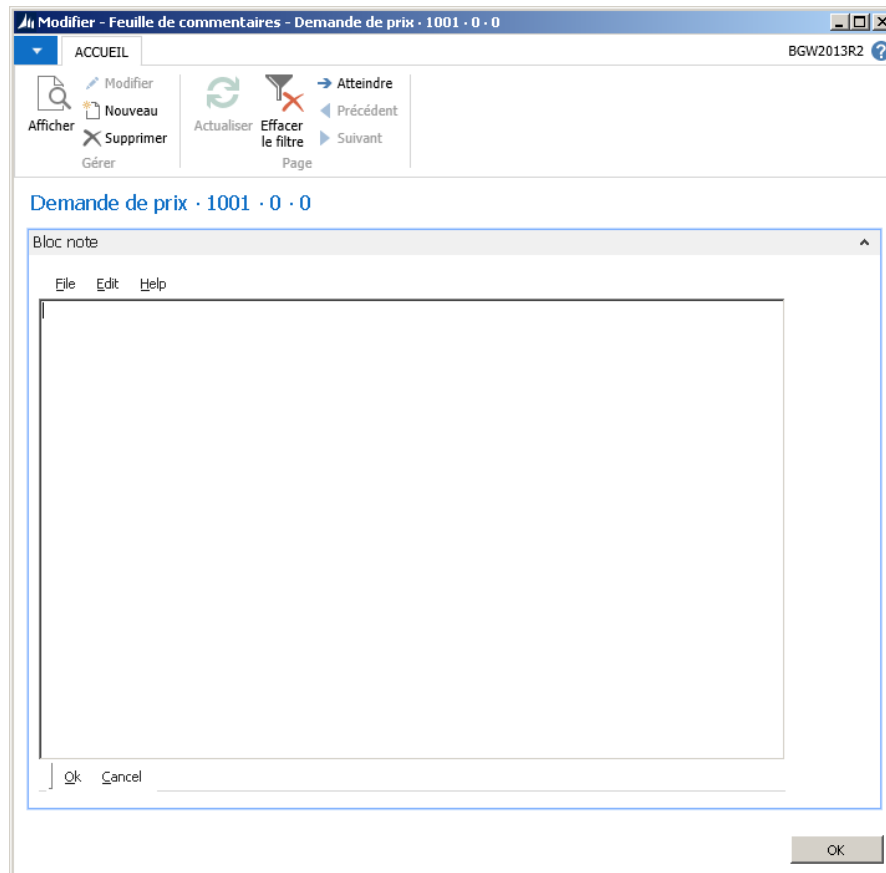 Modifier - Feuille de commentaires - Demande de prix · 1001 · 0 · 0
ACCUEIL
BGW2013R2
Afficher
Modifier
Nouveau
Supprimer
Gérer
Actualiser
Effacer
le filtre
Atteindre
Précédent
Suivant
Page
Demande de prix · 1001 · 0 · 0
Bloc note
File Edit Help
Ok Cancel
OK